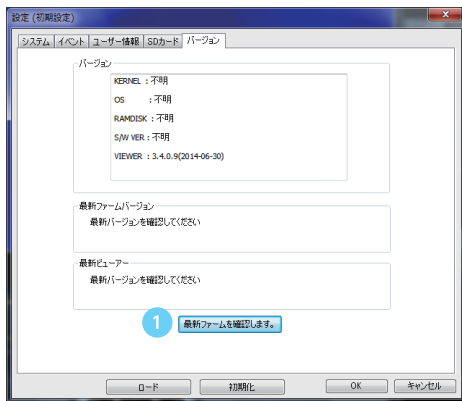 設定 (初期設定)
システム イベント ユーザー情報 SDカード バージョン
バージョン
KERNEL : 不明
OS : 不明
RAMDISK : 不明
S/W VER : 不明
VIEWER : 3.4.0.9(2014-06-30)
最新ファームバージョン
最新バージョンを確認してください
最新ビューアー
最新バージョンを確認してください
1 最新ファームを確認します。
ロード 初期化 OK キャンセル